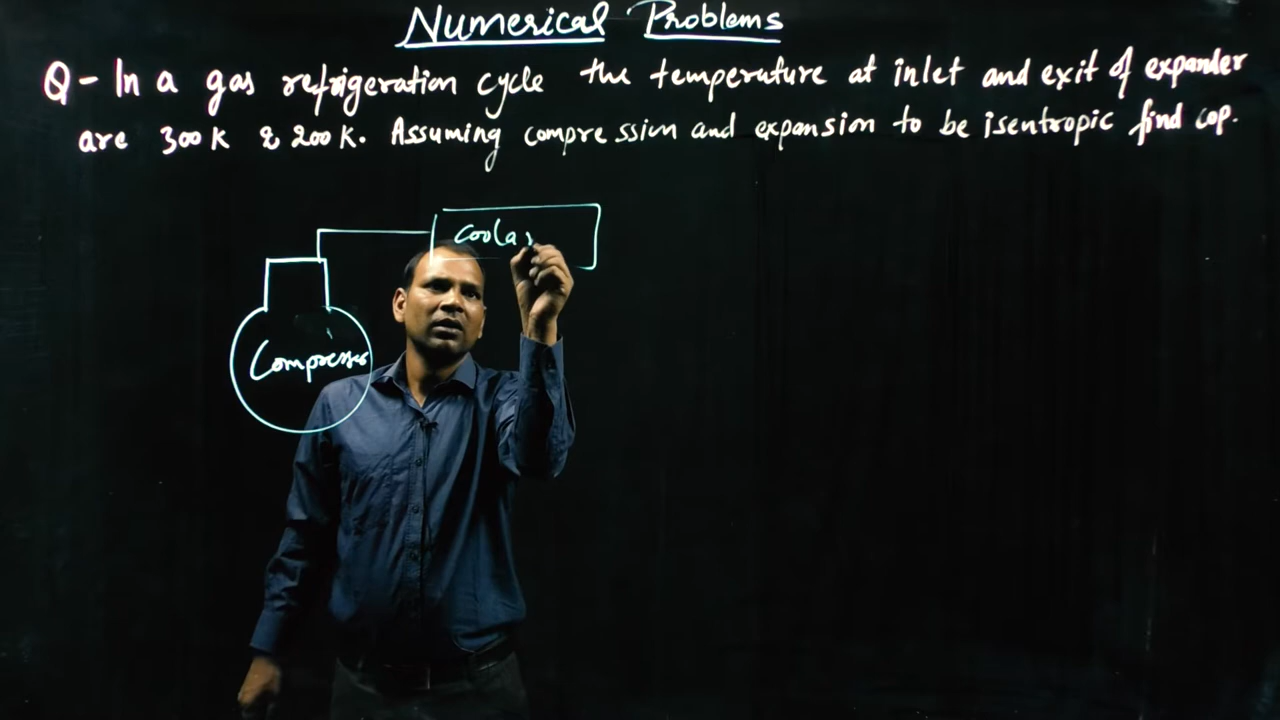 Numerical Problems
Q - In a gas refrigeration cycle the temperature at inlet and exit of expander
are 300 K & 200 K. Assuming compression and expansion to be isentropic find cop.
Coola
Compressor